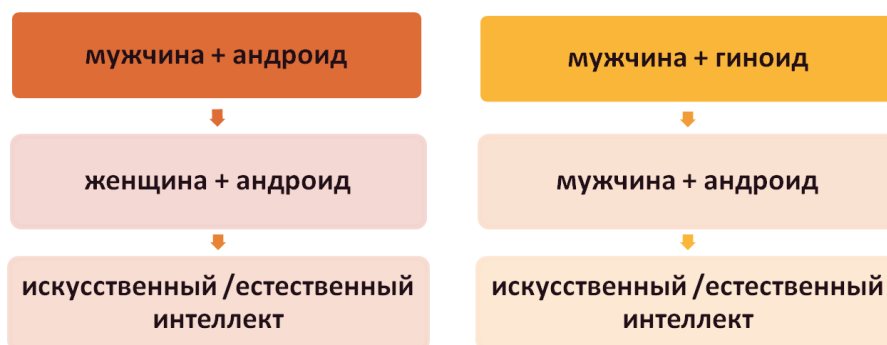 мужчина + андроид
женщина + андроид
искусственный /естественный
интеллект
мужчина + гиноид
мужчина + андроид
искусственный /естественный
интеллект